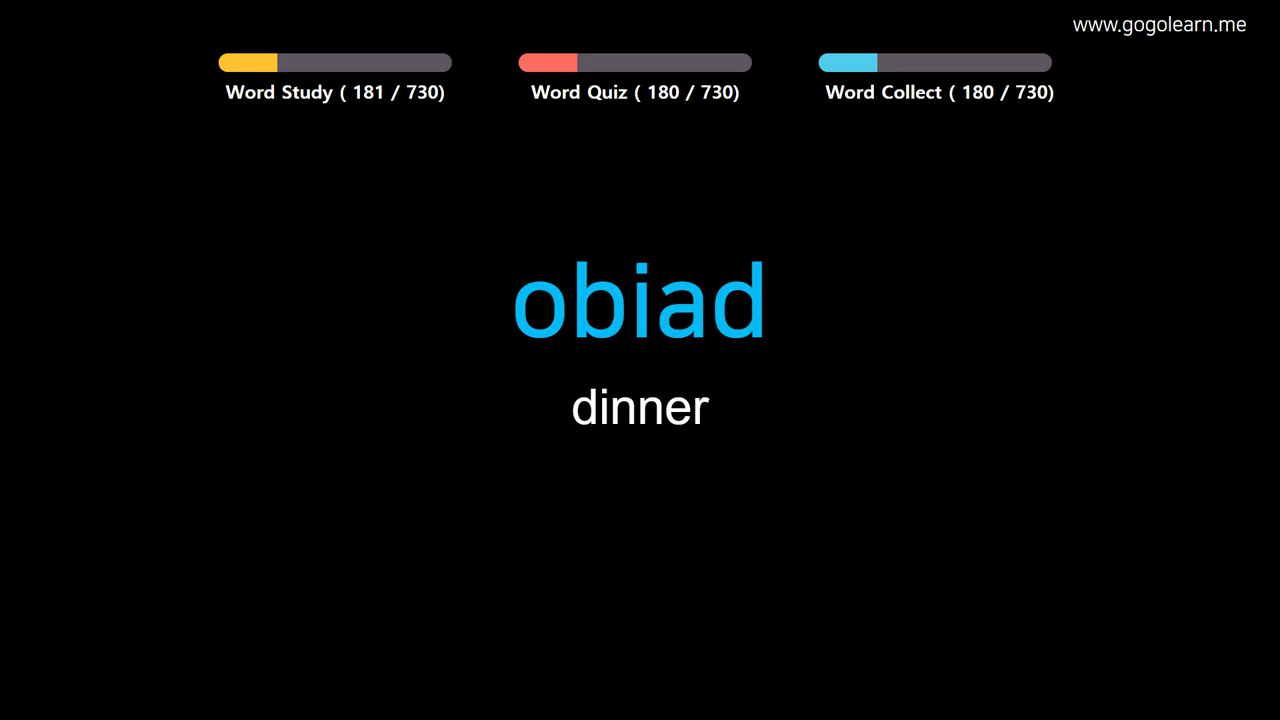 www.gogolearn.me
Word Study ( 181 / 730)
Word Quiz ( 180 / 730)
Word Collect ( 180 / 730)
obiad
dinner